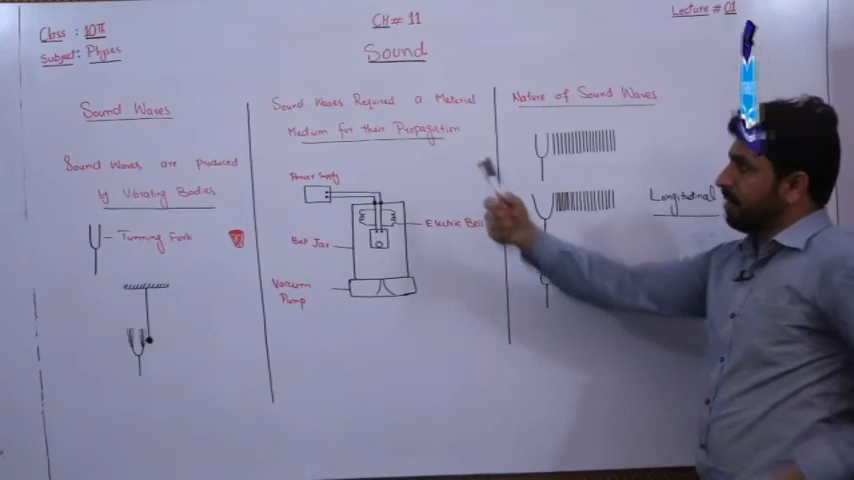 Class : 10th
Subject: Physics
CH# 11
Sound
Lecture # 01
Sound Waves
Sound Waves are produced
by Vibrating Bodies
Tunning Fork
Sound Waves Required a Material
Medium for their Propagation
Power Supply
Electric Bell
Bell Jar
Vacuum
Pump
Nature of Sound Waves
Longitudinal